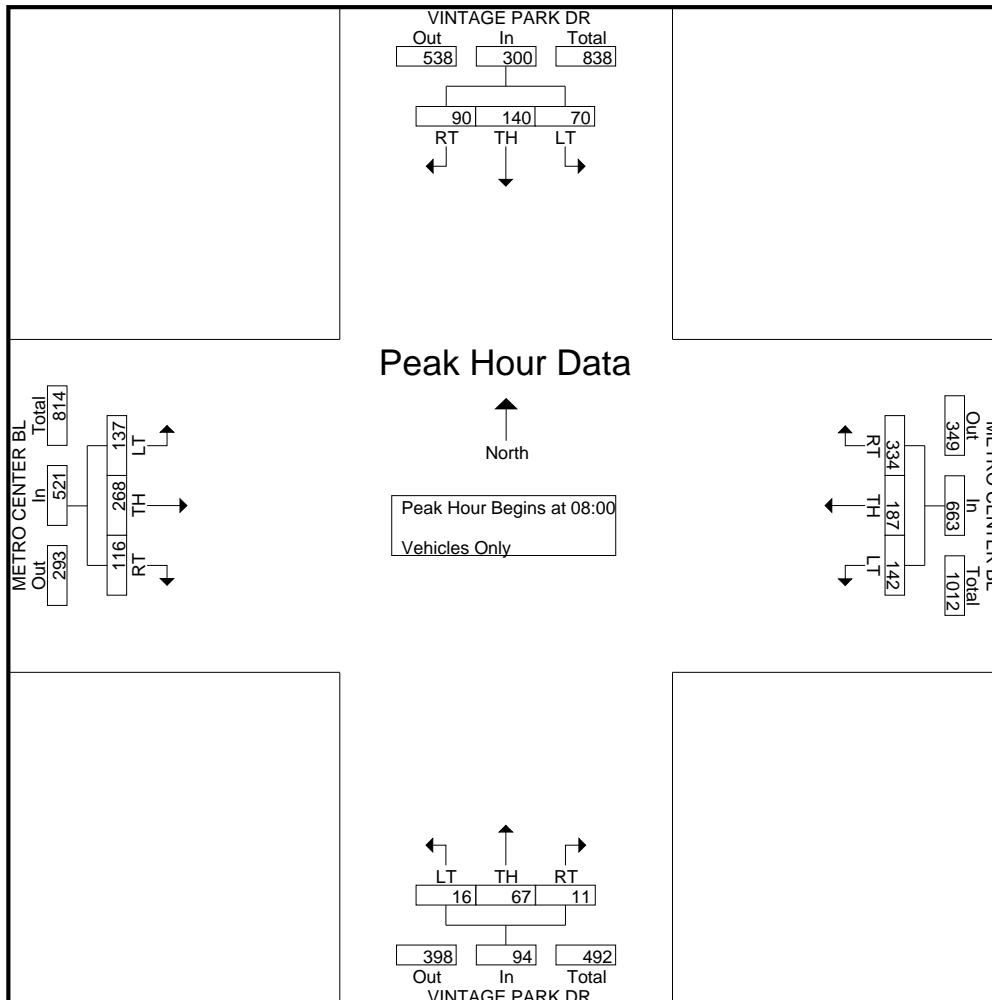 VINTAGE PARK DR
Out In Total
538 300 838
90 140 70
RT TH LT
Peak Hour Data
North
Peak Hour Begins at 08:00
Vehicles Only
METRO CENTER BL
Out In Total
293 521 814
116 268 137
RT TH LT
METRO CENTER BL
Out In Total
349 663 1012
334 187 142
RT TH LT
LT TH RT
16 67 11
398 94 492
Out In Total
VINTAGE PARK DR